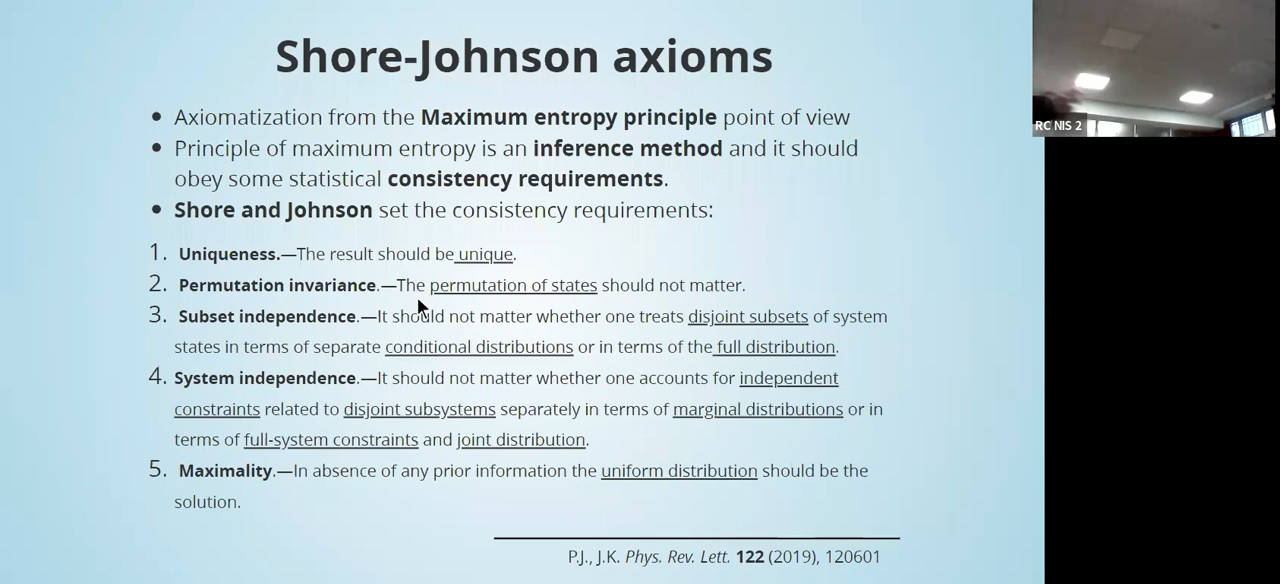 Shore-Johnson axioms
• Axiomatization from the Maximum entropy principle point of view
• Principle of maximum entropy is an inference method and it should
obey some statistical consistency requirements.
• Shore and Johnson set the consistency requirements:
1. Uniqueness.—The result should be unique.
2. Permutation invariance.—The permutation of states should not matter.
3. Subset independence.—It should not matter whether one treats disjoint subsets of system
states in terms of separate conditional distributions or in terms of the full distribution.
4. System independence.—It should not matter whether one accounts for independent
constraints related to disjoint subsystems separately in terms of marginal distributions or in
terms of full-system constraints and joint distribution.
5. Maximality.—In absence of any prior information the uniform distribution should be the
solution.
P.J., J.K. Phys. Rev. Lett. 122 (2019), 120601
RC NIS 2